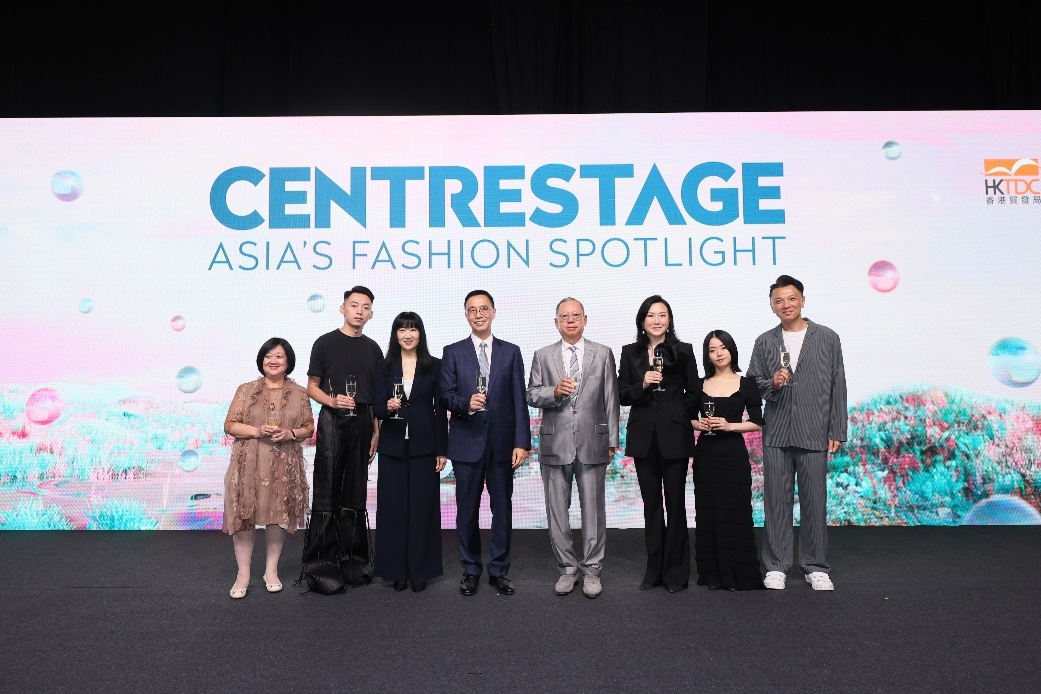 CENTRESTAGE
ASIA'S FASHION SPOTLIGHT
HKTDC
香港貿發局